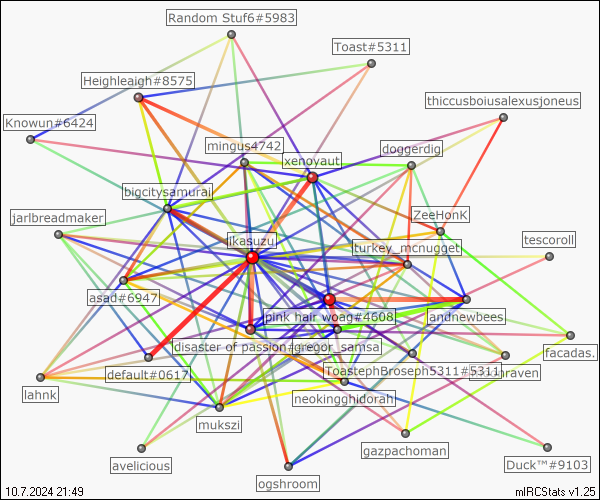 Random Stuf6#5983
Toast#5311
Heighleaigh#8575
thiccusboiusalexusjoneus
Knowun#6424
mingus4742
doggerdig
xenoyaut
bigcitysamurai
jarlbreadmaker
ZeeHonK
likasuzu
turkey_mcnugget
tescoroll
asad#6947
pink hair woag#4608
andnewbees
disaster of passion#
gregor_samsa
facadas.
default#0617
ToastephBroseph5311#5311
raven
lahnk
neokingghidorah
mukszi
gazpachoman
avelicious
Duck™#9103
ogshroom
10.7.2024 21:49
mIRCStats v1.25